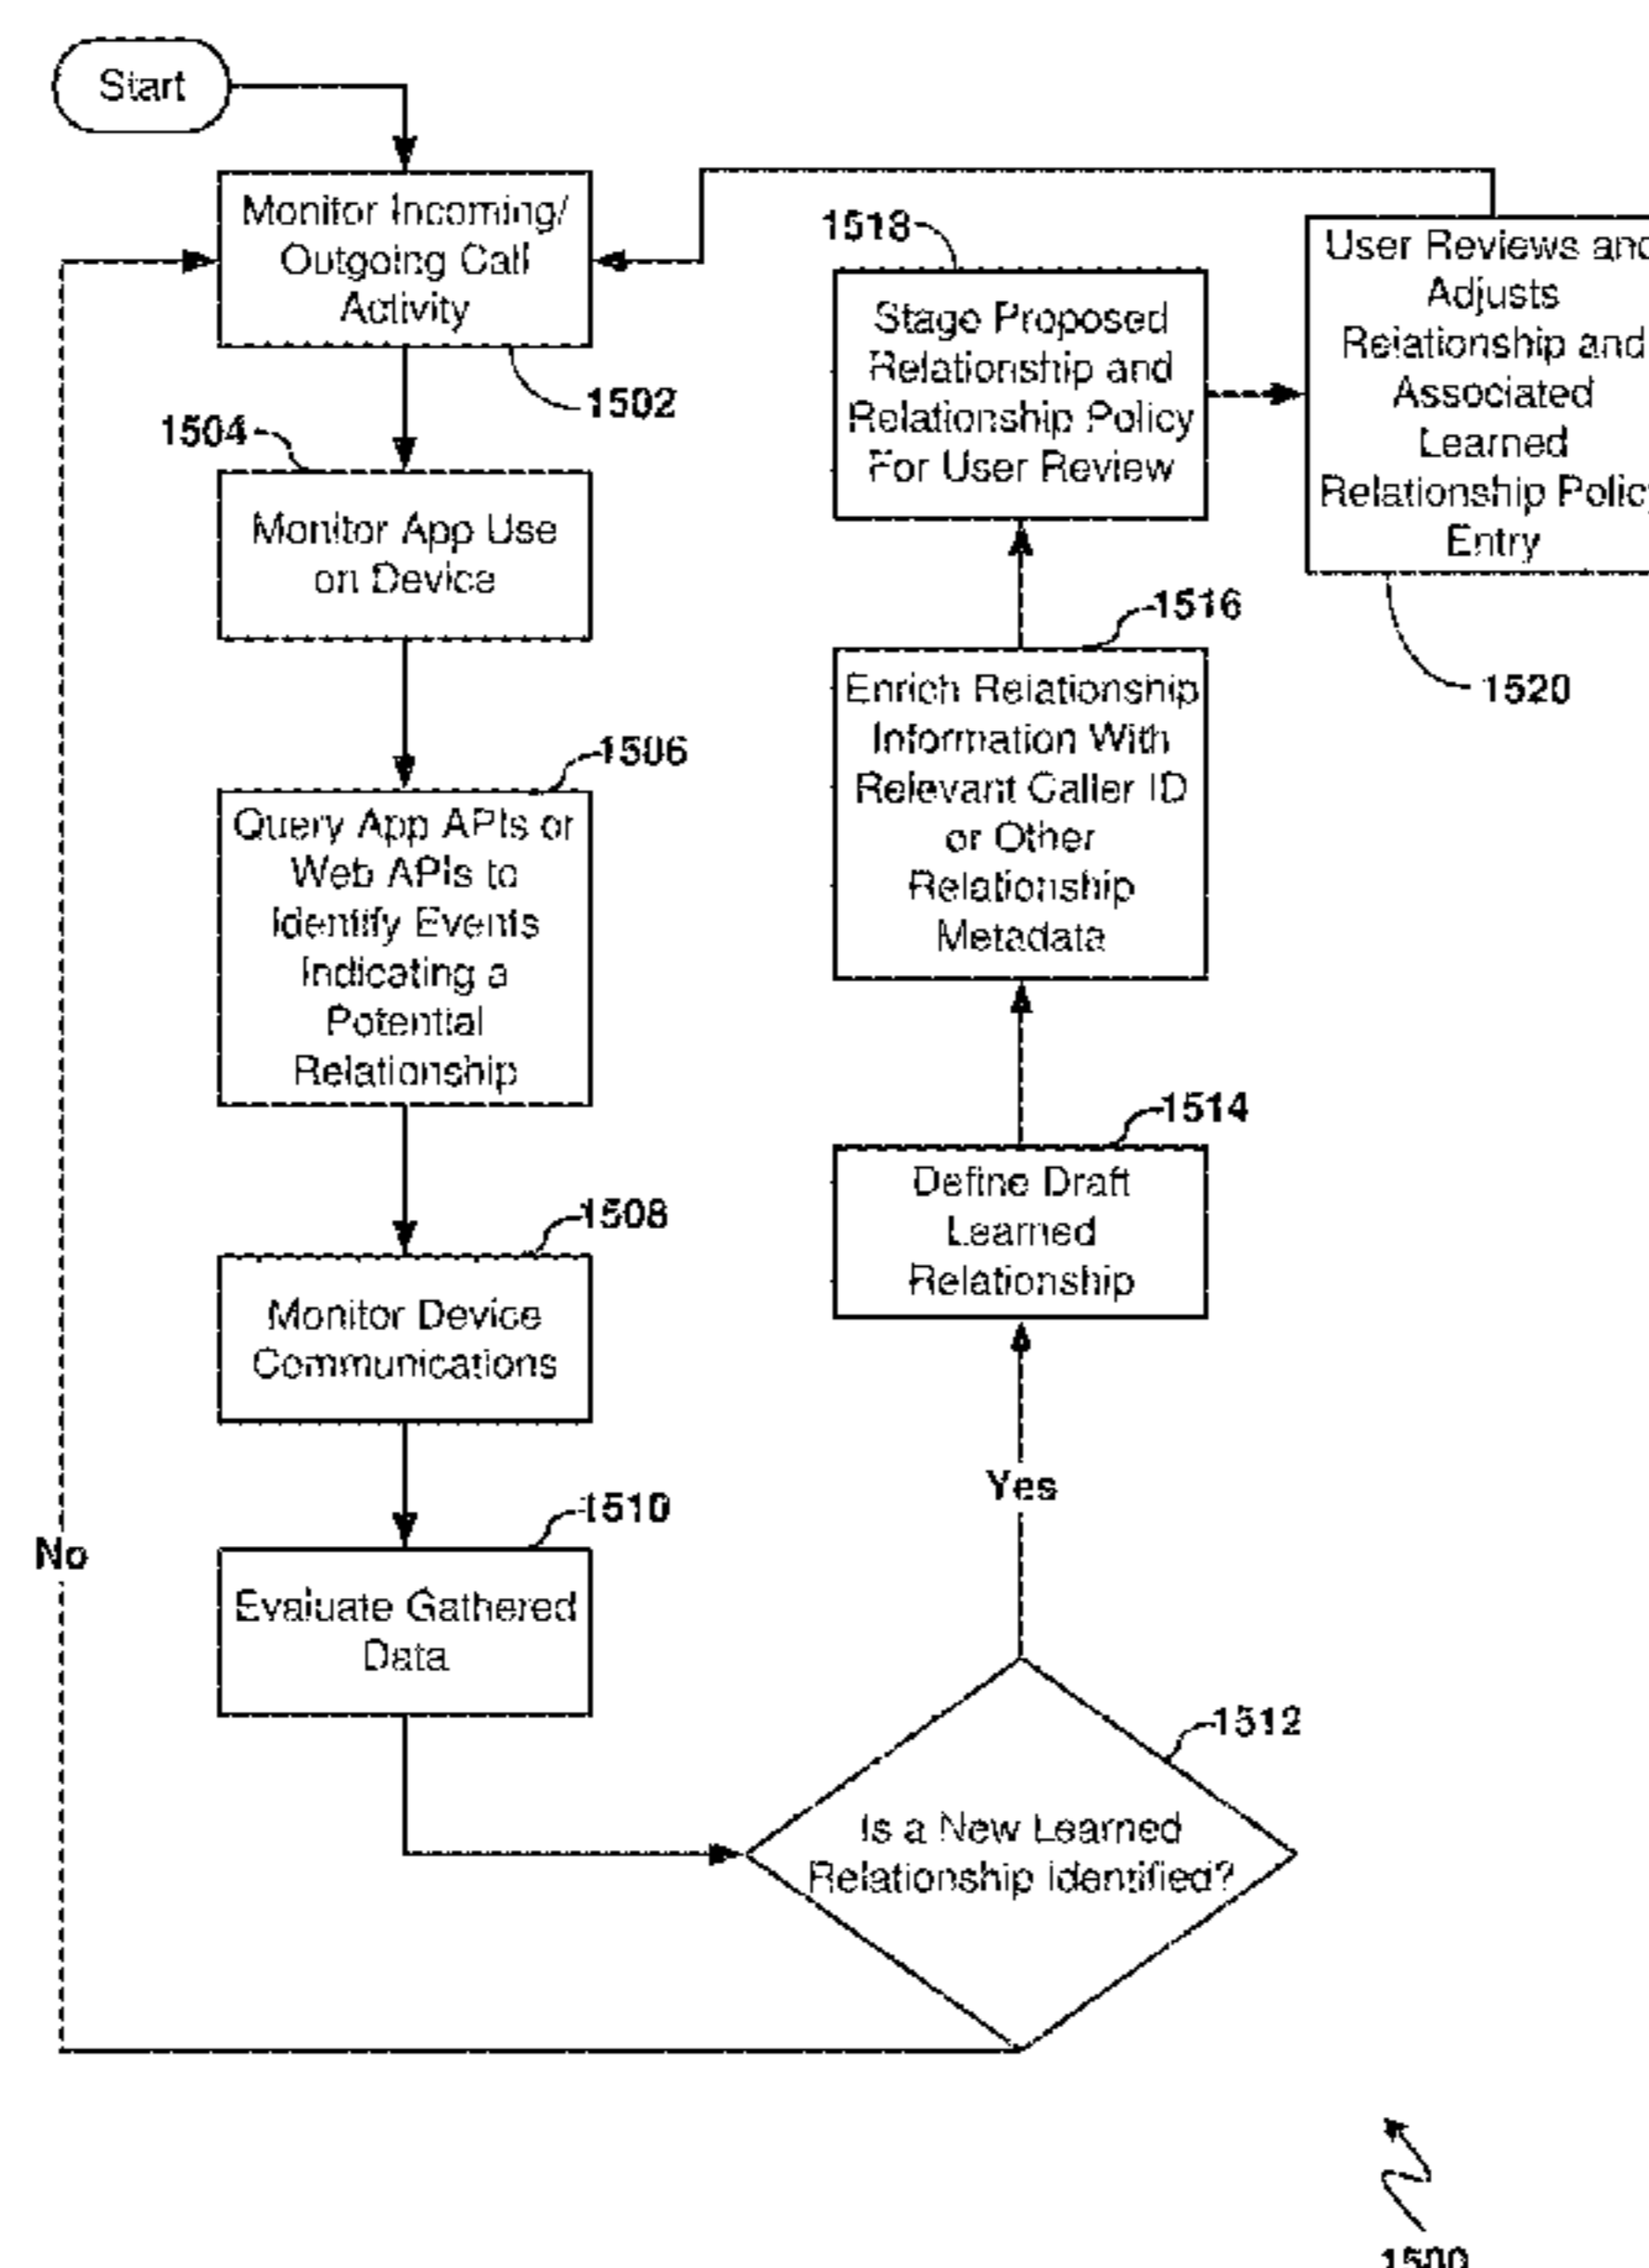 Start
Monitor Incoming/
Outgoing Call
Activity
1502
1504
Monitor App Use
on Device
1506
Query App APIs or
Web APIs to
Identify Events
Indicating a
Potential
Relationship
1508
Monitor Device
Communications
1510
Evaluate Gathered
Data
No
1512
Is a New Learned
Relationship Identified?
Yes
1514
Define Draft
Learned
Relationship
1516
Enrich Relationship
Information With
Relevant Caller ID
or Other
Relationship
Metadata
1518
Stage Proposed
Relationship and
Relationship Policy
For User Review
User Reviews and
Adjusts
Relationship and
Associated
Learned
Relationship Policy
Entry
1520
1500